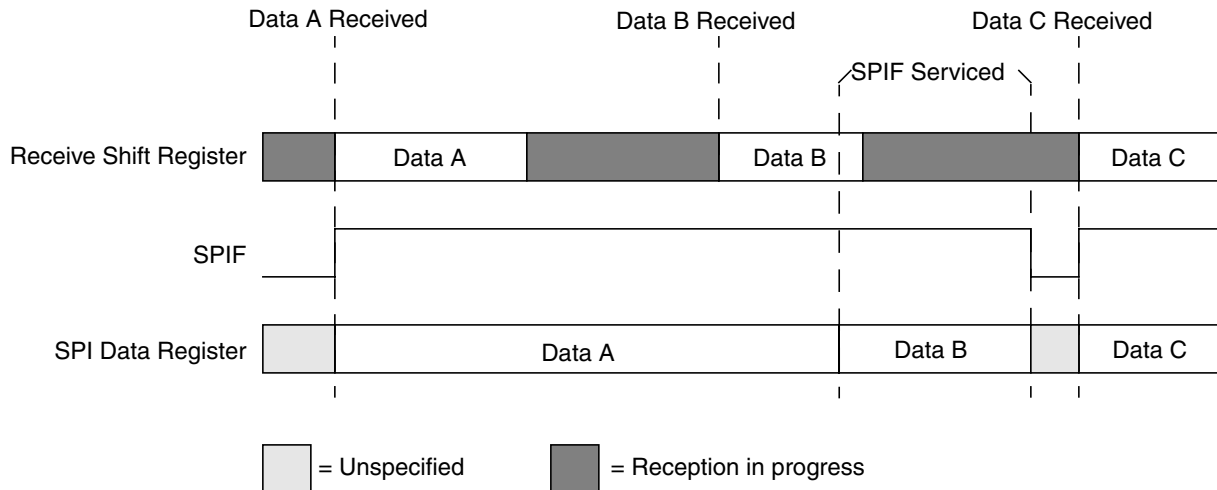 Data A Received
Data B Received
Data C Received
SPIF Serviced
Receive Shift Register
Data A
Data B
Data C
SPIF
SPI Data Register
Data A
Data B
Data C
= Unspecified
= Reception in progress